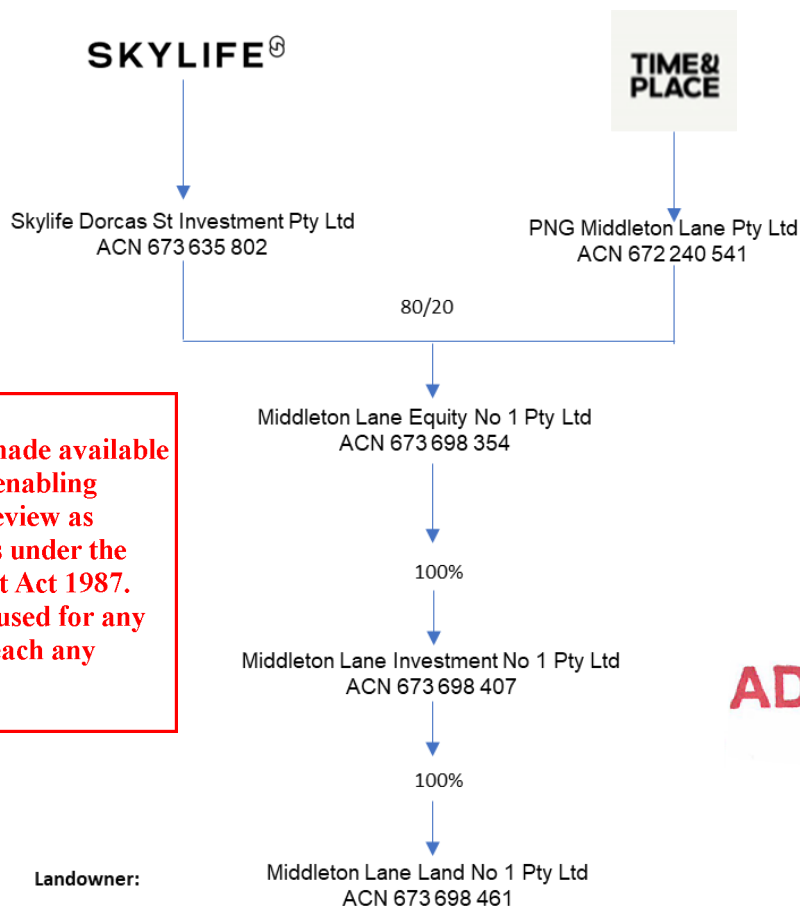 SKYLIFE
TIME&
PLACE
Skylife Dorcas St Investment Pty Ltd
ACN 673 635 802
PNG Middleton Lane Pty Ltd
ACN 672 240 541
80/20
Middleton Lane Equity No 1 Pty Ltd
ACN 673 698 354
made available
enabling
eview as
s under the
t Act 1987.
used for any
each any
100%
Middleton Lane Investment No 1 Pty Ltd
ACN 673 698 407
AD
100%
Landowner:
Middleton Lane Land No 1 Pty Ltd
ACN 673 698 461